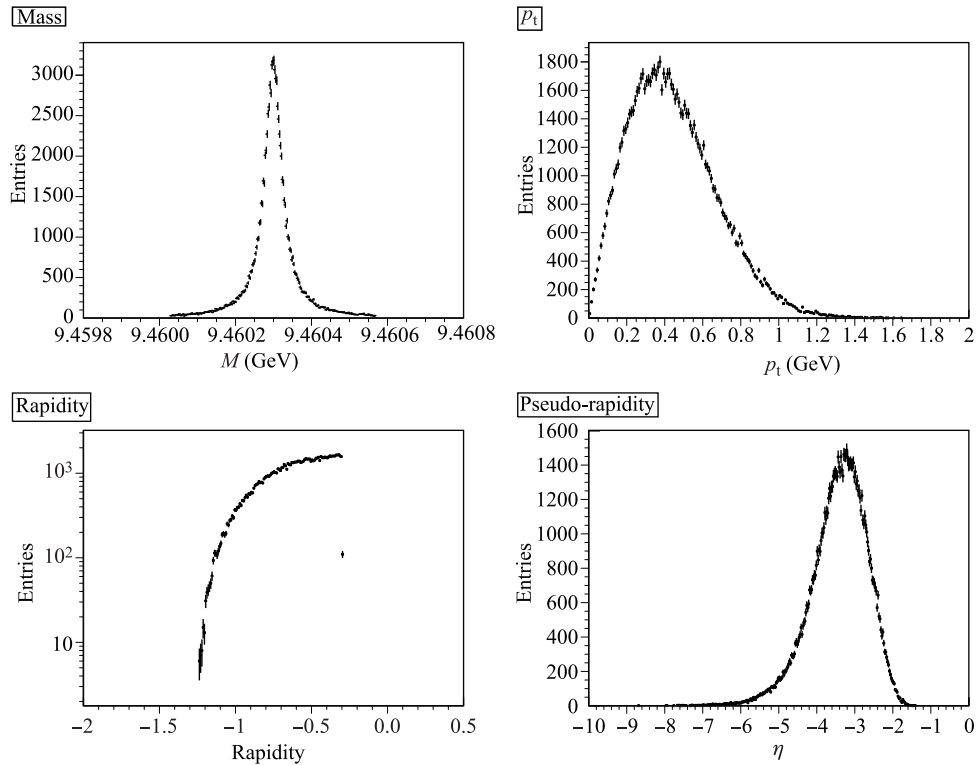 Mass
3000
2500
2000
1500
1000
500
0
Entries
9.4598 9.4600 9.4602 9.4604 9.4606 9.4608
M (GeV)
pt
1800
1600
1400
1200
1000
800
600
400
200
0
Entries
0 0.2 0.4 0.6 0.8 1 1.2 1.4 1.6 1.8 2
pt (GeV)
Rapidity
10^3
10^2
10
Entries
−2 −1.5 −1.0 −0.5 0 0.5
Rapidity
Pseudo-rapidity
1600
1400
1200
1000
800
600
400
200
0
Entries
−10 −9 −8 −7 −6 −5 −4 −3 −2 −1 0
η